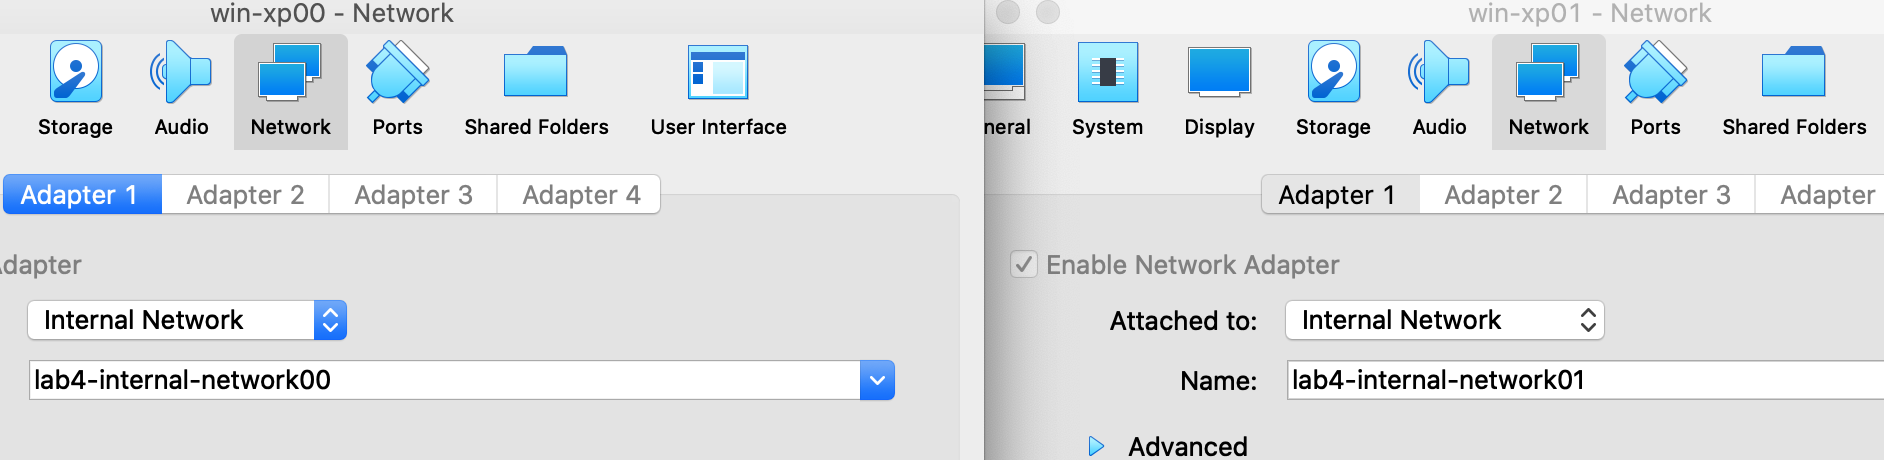 win-xp00 - Network
Storage Audio Network Ports Shared Folders User Interface
Adapter 1 Adapter 2 Adapter 3 Adapter 4
Adapter
Internal Network
lab4-internal-network00
win-xp01 - Network
neral System Display Storage Audio Network Ports Shared Folders
Adapter 1 Adapter 2 Adapter 3 Adapter
Enable Network Adapter
Attached to: Internal Network
Name: lab4-internal-network01
Advanced